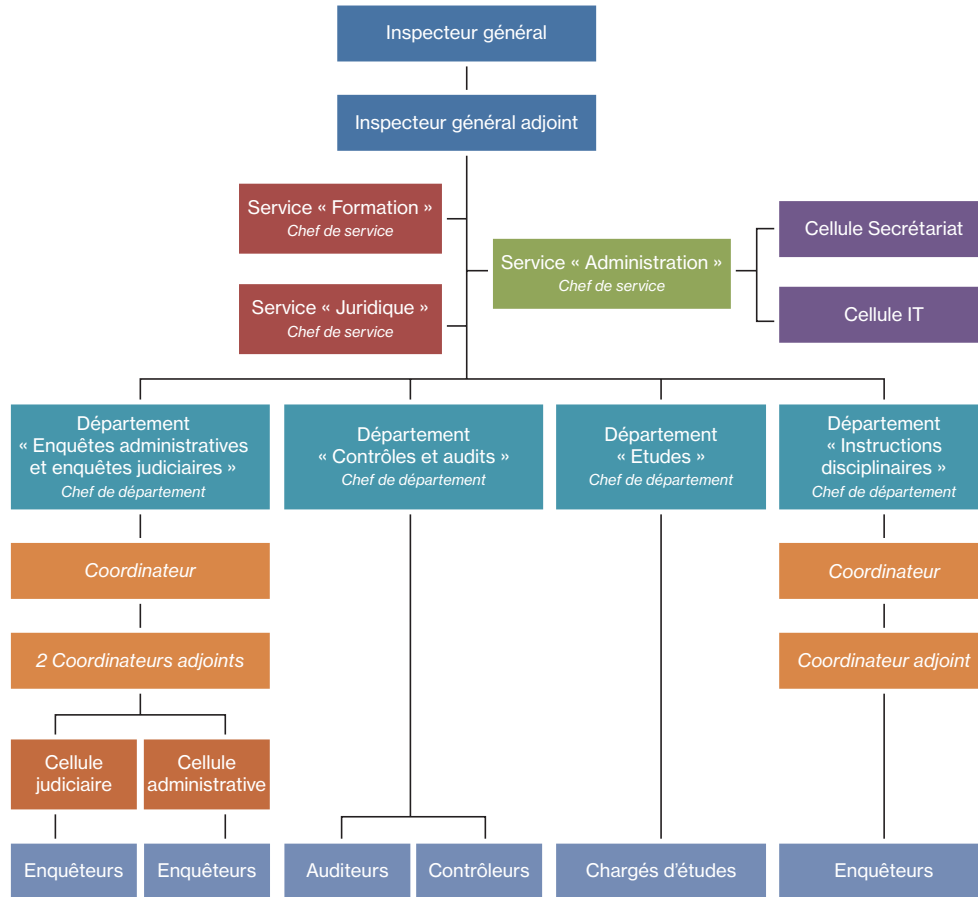 Inspecteur général
Inspecteur général adjoint
Service « Formation »
Chef de service
Service « Administration »
Chef de service
Cellule Secrétariat
Service « Juridique »
Chef de service
Cellule IT
Département
« Enquêtes administratives
et enquêtes judiciaires »
Chef de département
Département
« Contrôles et audits »
Chef de département
Département
« Etudes »
Chef de département
Département
« Instructions
disciplinaires »
Chef de département
Coordinateur
Coordinateur
2 Coordinateurs adjoints
Coordinateur adjoint
Cellule
judiciaire
Cellule
administrative
Enquêteurs
Enquêteurs
Auditeurs
Contrôleurs
Chargés d'études
Enquêteurs